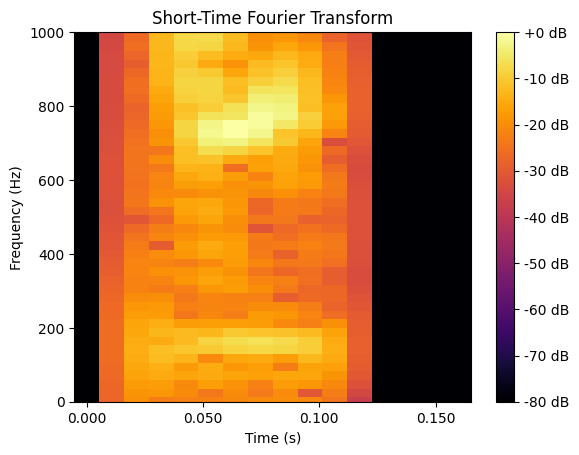 Short-Time Fourier Transform
1000
800
600
400
200
0
Frequency (Hz)
0.000
0.050
0.100
0.150
Time (s)
+0 dB
-10 dB
-20 dB
-30 dB
-40 dB
-50 dB
-60 dB
-70 dB
-80 dB